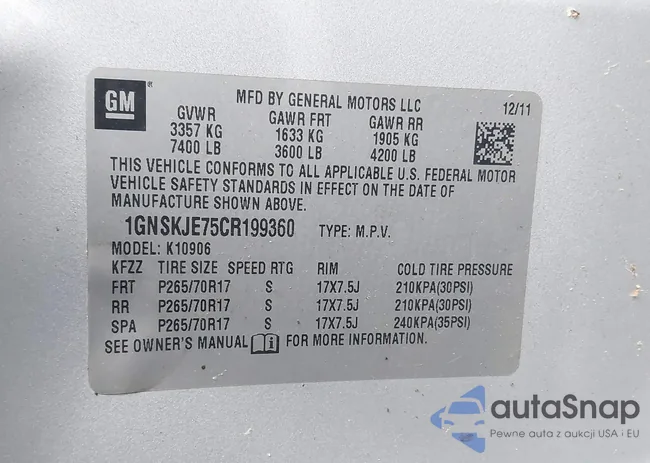 GM
MFD BY GENERAL MOTORS LLC 12/11
GVWR GAWR FRT GAWR RR
3357 KG 1633 KG 1905 KG
7400 LB 3600 LB 4200 LB
THIS VEHICLE CONFORMS TO ALL APPLICABLE U.S. FEDERAL MOTOR
VEHICLE SAFETY STANDARDS IN EFFECT ON THE DATE OF
MANUFACTURE SHOWN ABOVE.
1GNSKJE75CR199360 TYPE: M.P.V.
MODEL: K10906
KFZZ TIRE SIZE SPEED RTG RIM COLD TIRE PRESSURE
FRT P265/70R17 S 17X7.5J 210KPA(30PSI)
RR P265/70R17 S 17X7.5J 210KPA(30PSI)
SPA P265/70R17 S 17X7.5J 240KPA(35PSI)
SEE OWNER'S MANUAL FOR MORE INFORMATION.
autaSnap
Pewne auta z aukcji USA i EU